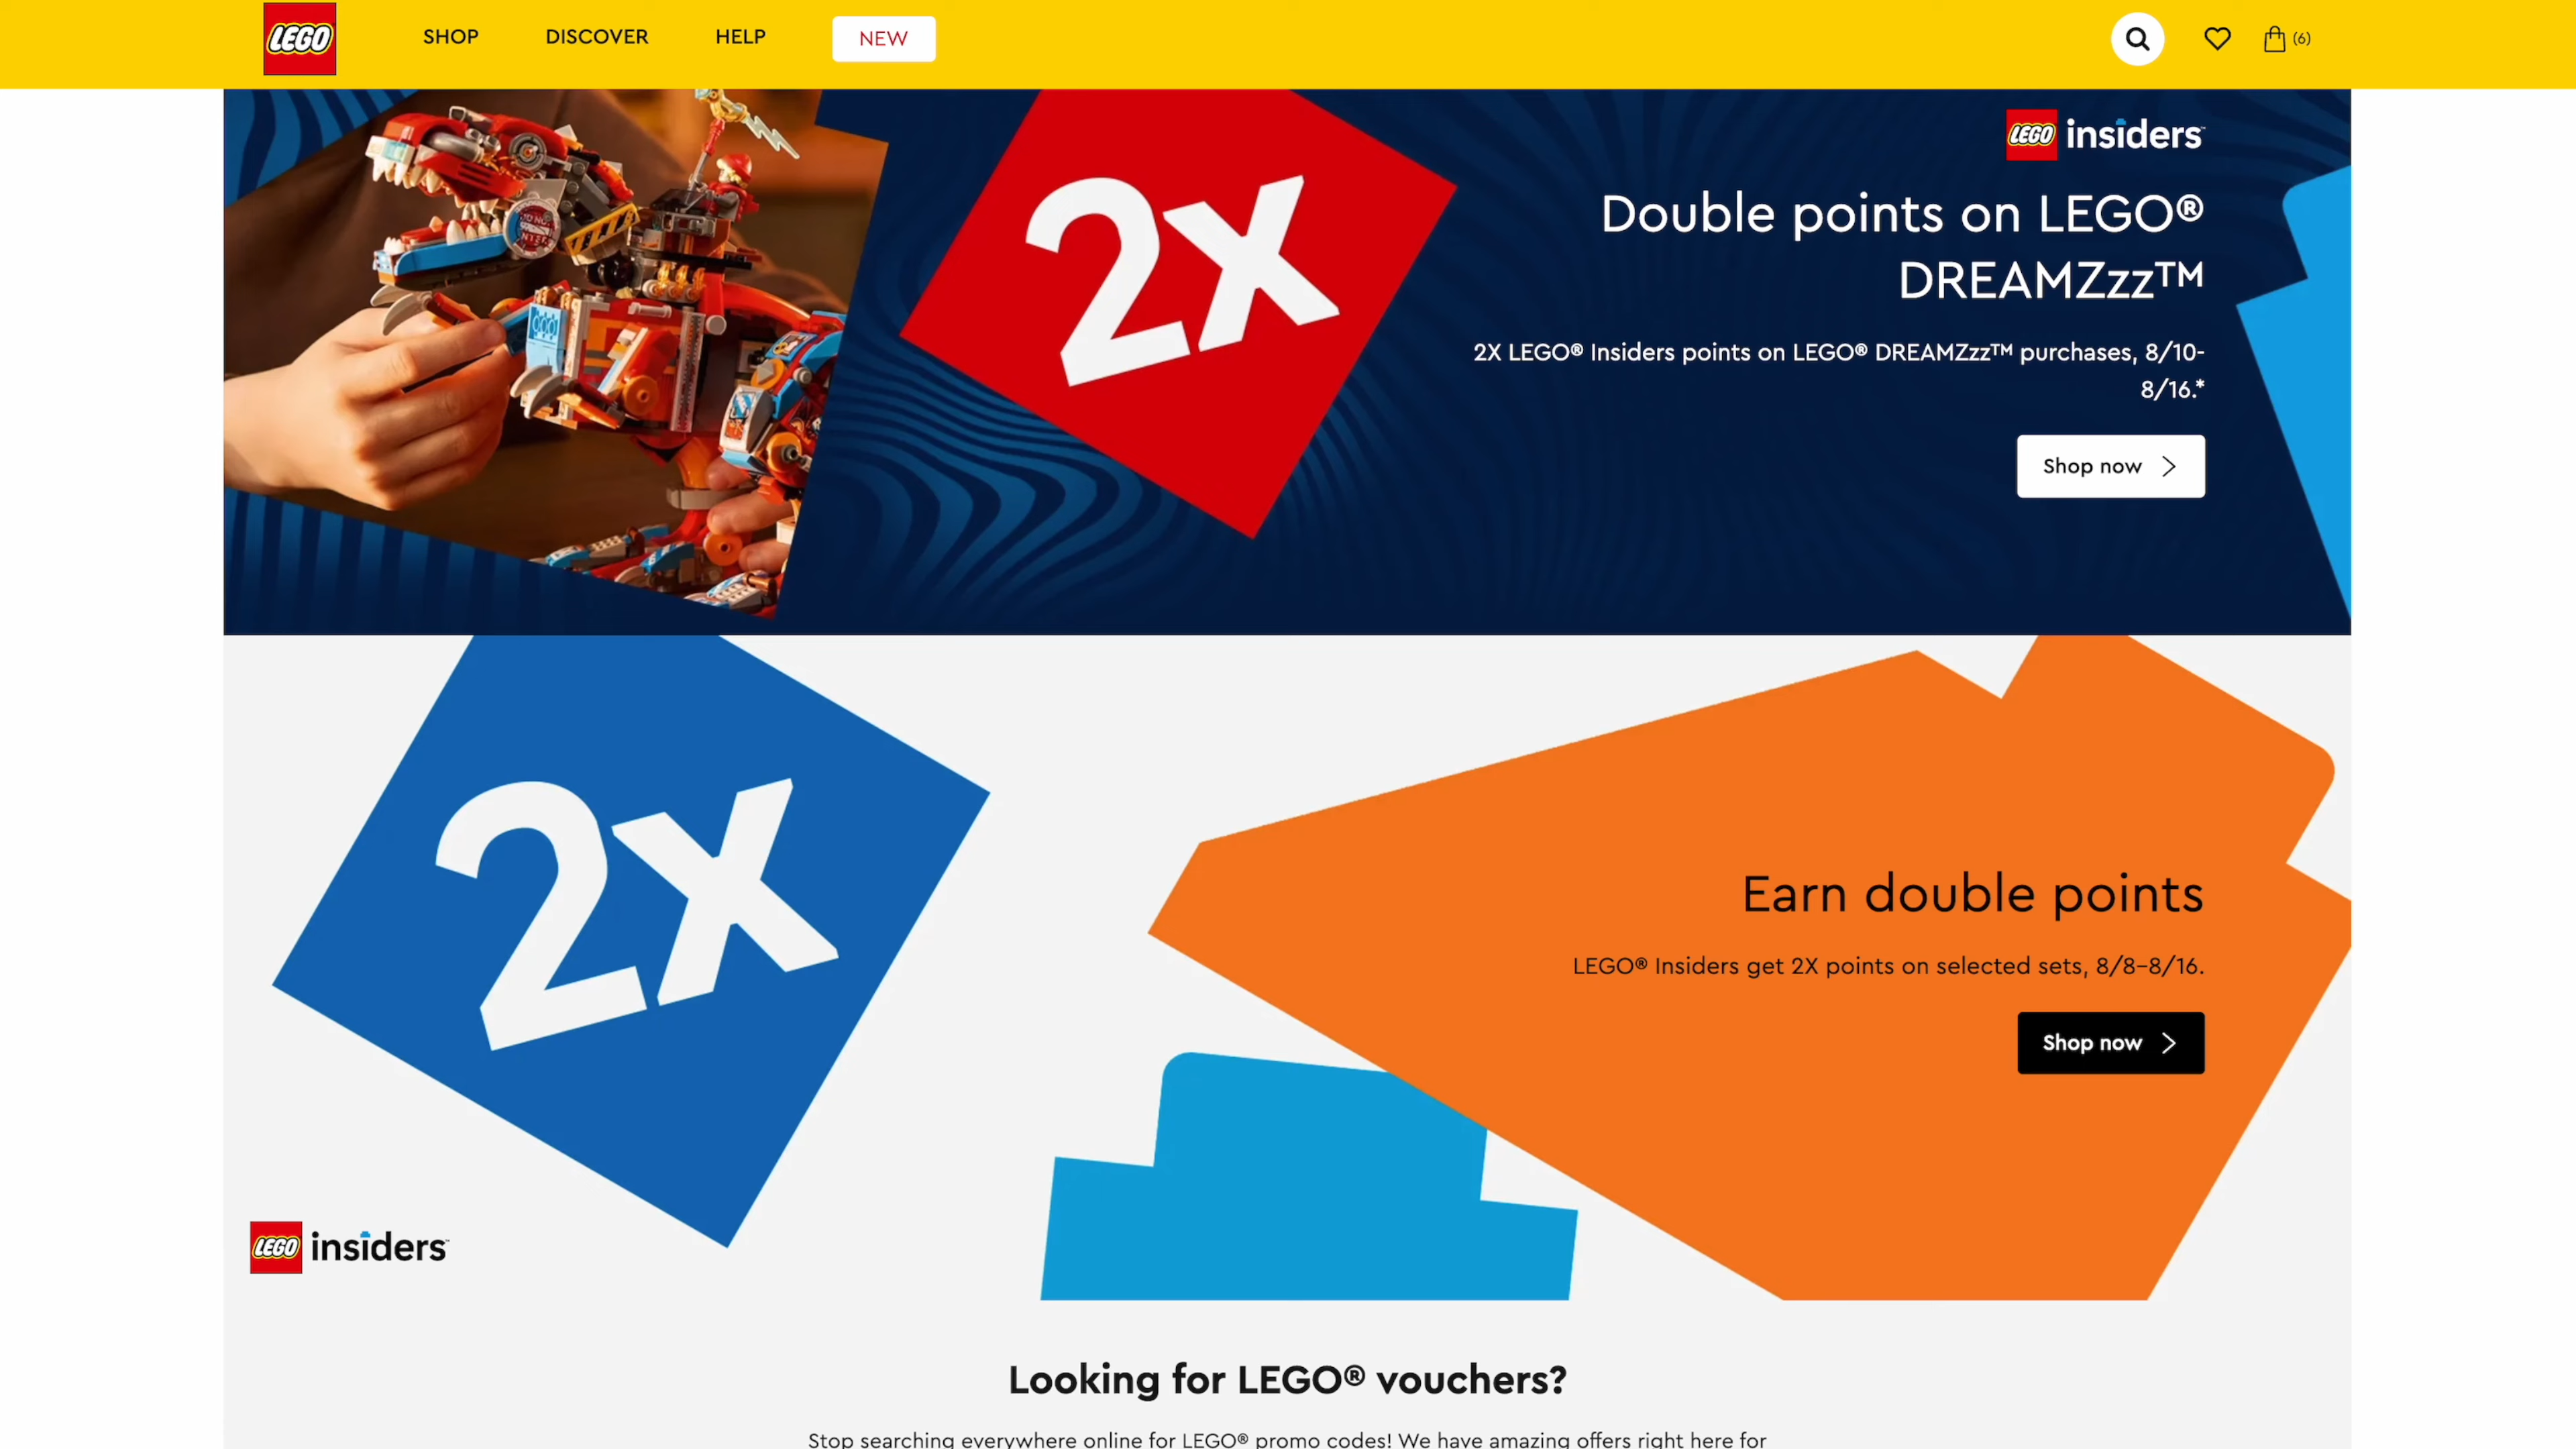 LEGO
SHOP
DISCOVER
HELP
NEW
(6)
2x
LEGO insiders
Double points on LEGO®
DREAMZzz™
2X LEGO® Insiders points on LEGO® DREAMZzz™ purchases, 8/10-
8/16.*
Shop now
2x
Earn double points
LEGO® Insiders get 2X points on selected sets, 8/8–8/16.
Shop now
LEGO insiders
Looking for LEGO® vouchers?
Stop searching everywhere online for LEGO® promo codes! We have amazing offers right here for